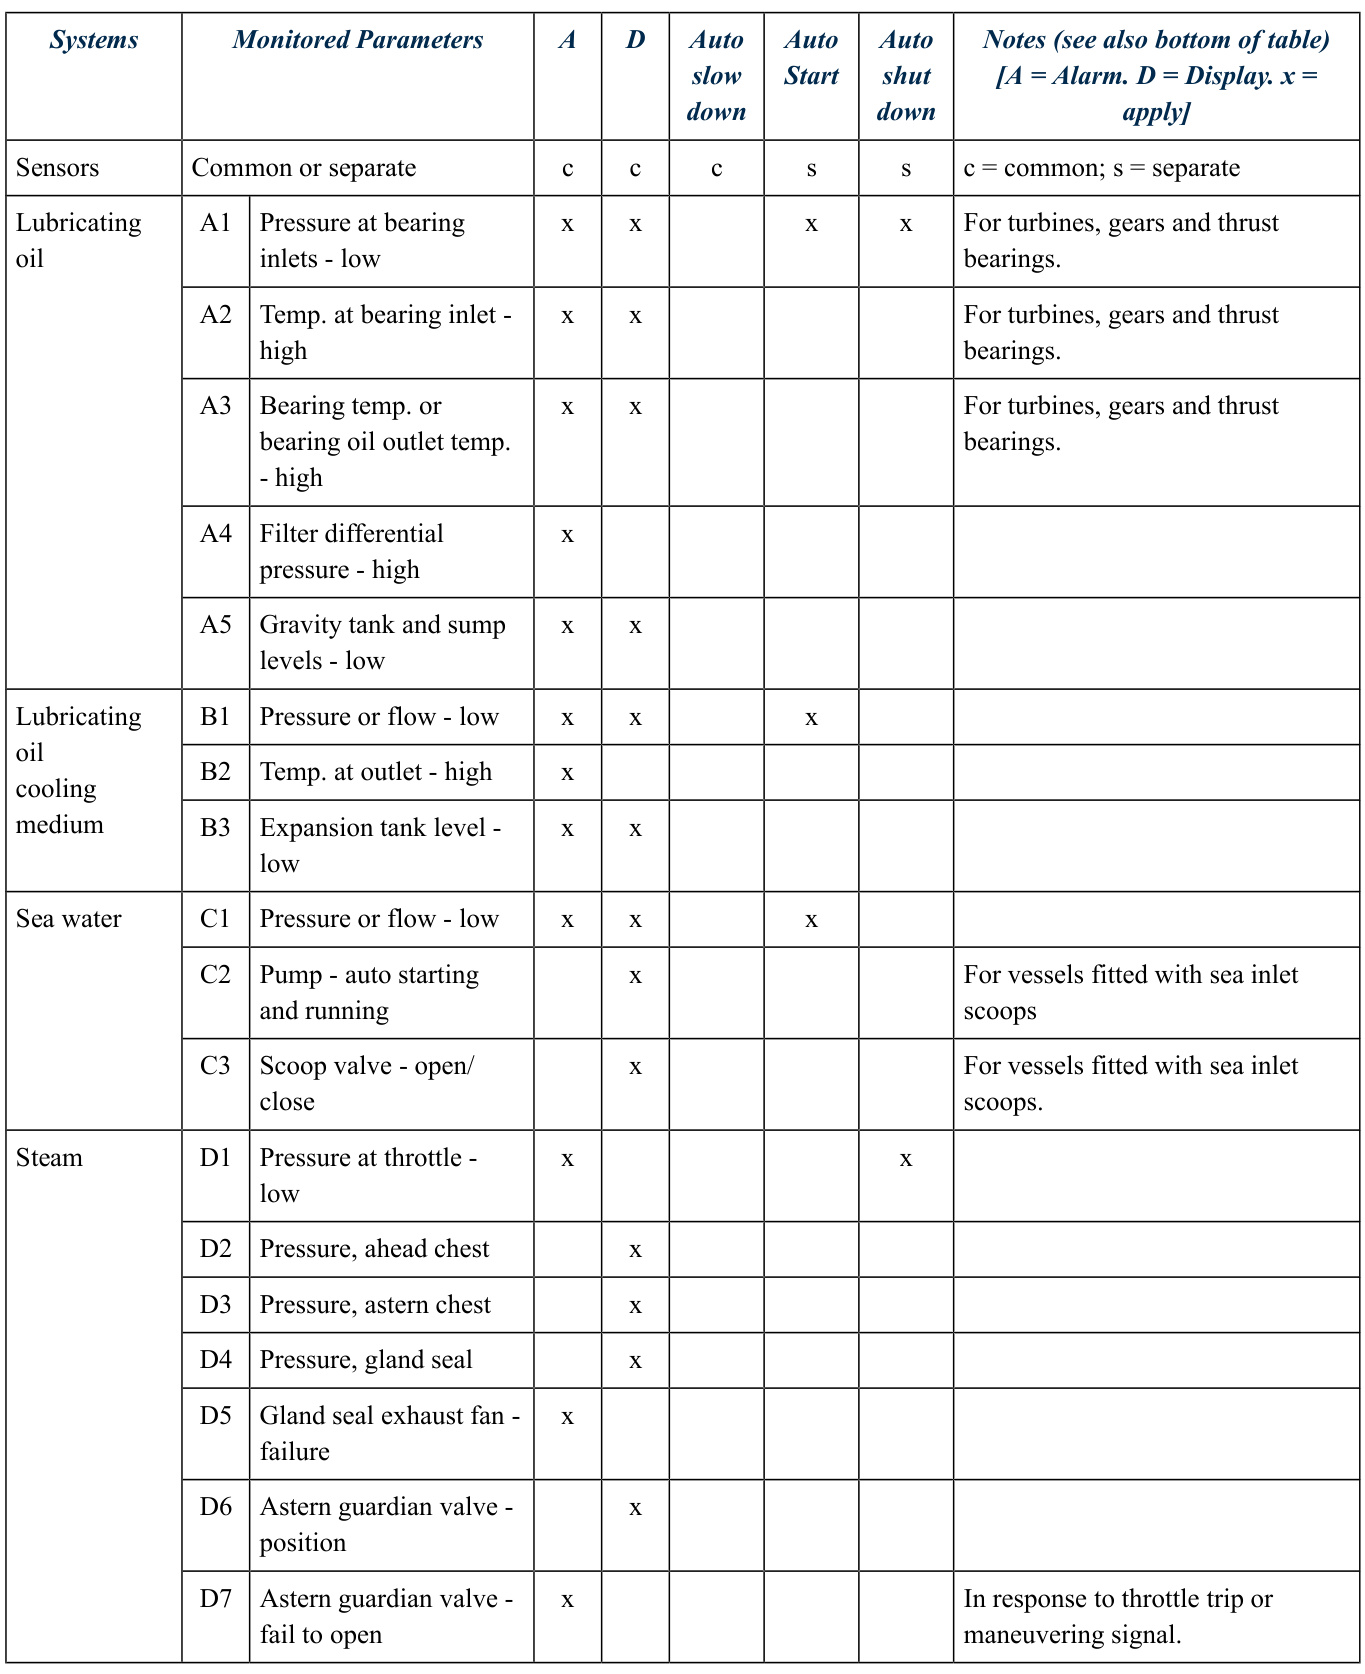 Systems Monitored Parameters A D Auto slow down Auto Start Auto shut down Notes (see also bottom of table) [A = Alarm. D = Display. x = apply]
Sensors Common or separate c c c s s c = common; s = separate
Lubricating oil A1 Pressure at bearing inlets - low x x x x For turbines, gears and thrust bearings.
A2 Temp. at bearing inlet - high x x For turbines, gears and thrust bearings.
A3 Bearing temp. or bearing oil outlet temp. - high x x For turbines, gears and thrust bearings.
A4 Filter differential pressure - high x
A5 Gravity tank and sump levels - low x x
Lubricating oil cooling medium B1 Pressure or flow - low x x x
B2 Temp. at outlet - high x
B3 Expansion tank level - low x x
Sea water C1 Pressure or flow - low x x x
C2 Pump - auto starting and running x For vessels fitted with sea inlet scoops
C3 Scoop valve - open/ close x For vessels fitted with sea inlet scoops.
Steam D1 Pressure at throttle - low x x
D2 Pressure, ahead chest x
D3 Pressure, astern chest x
D4 Pressure, gland seal x
D5 Gland seal exhaust fan - failure x
D6 Astern guardian valve - position x
D7 Astern guardian valve - fail to open x In response to throttle trip or maneuvering signal.